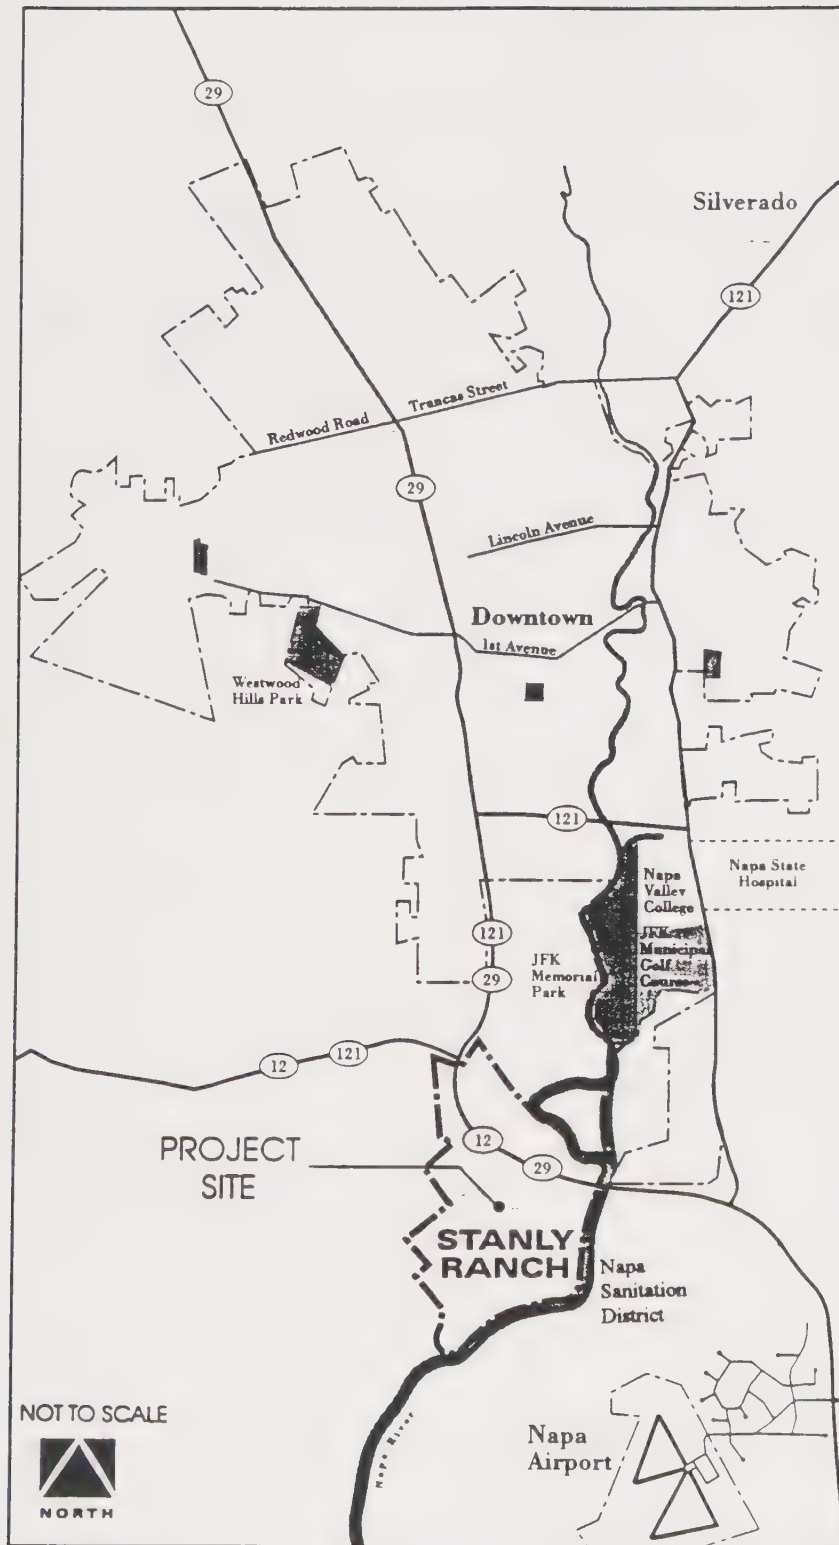 29
Silverado
121
Trancas Street
Redwood Road
29
Lincoln Avenue
Downtown
1st Avenue
Westwood
Hills Park
121
Napa State
Hospital
Napa
Valley
College
121
JFK
Municipal
Golf
Course
JFK
Memorial
Park
29
12
121
12
29
PROJECT
SITE
STANLY
RANCH
Napa
Sanitation
District
NOT TO SCALE
NORTH
Napa River
Napa
Airport